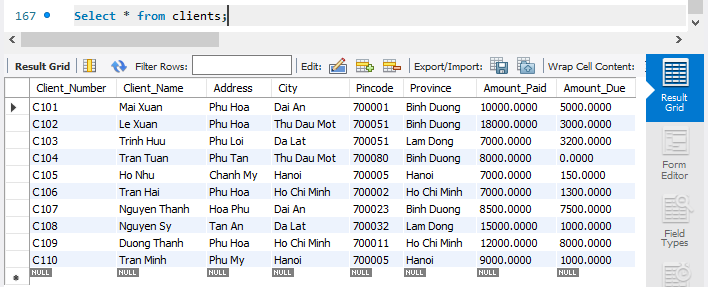 167 Select * from clients;
Result Grid Filter Rows: Edit: Export/Import: Wrap Cell Content:
Client_Number Client_Name Address City Pincode Province Amount_Paid Amount_Due
C101 Mai Xuan Phu Hoa Dai An 700001 Binh Duong 10000.0000 5000.0000
C102 Le Xuan Phu Hoa Thu Dau Mot 700051 Binh Duong 18000.0000 3000.0000
C103 Trinh Huu Phu Loi Da Lat 700051 Lam Dong 7000.0000 3200.0000
C104 Tran Tuan Phu Tan Thu Dau Mot 700080 Binh Duong 8000.0000 0.0000
C105 Ho Nhu Chanh My Hanoi 700005 Hanoi 7000.0000 150.0000
C106 Tran Hai Phu Hoa Ho Chi Minh 700002 Ho Chi Minh 7000.0000 1300.0000
C107 Nguyen Thanh Hoa Phu Dai An 700023 Binh Duong 8500.0000 7500.0000
C108 Nguyen Sy Tan An Da Lat 700032 Lam Dong 15000.0000 1000.0000
C109 Duong Thanh Phu Hoa Ho Chi Minh 700011 Ho Chi Minh 12000.0000 8000.0000
C110 Tran Minh Phu My Hanoi 700005 Hanoi 9000.0000 1000.0000
NULL NULL NULL NULL NULL NULL NULL NULL
Result
Grid
Form
Editor
Field
Types